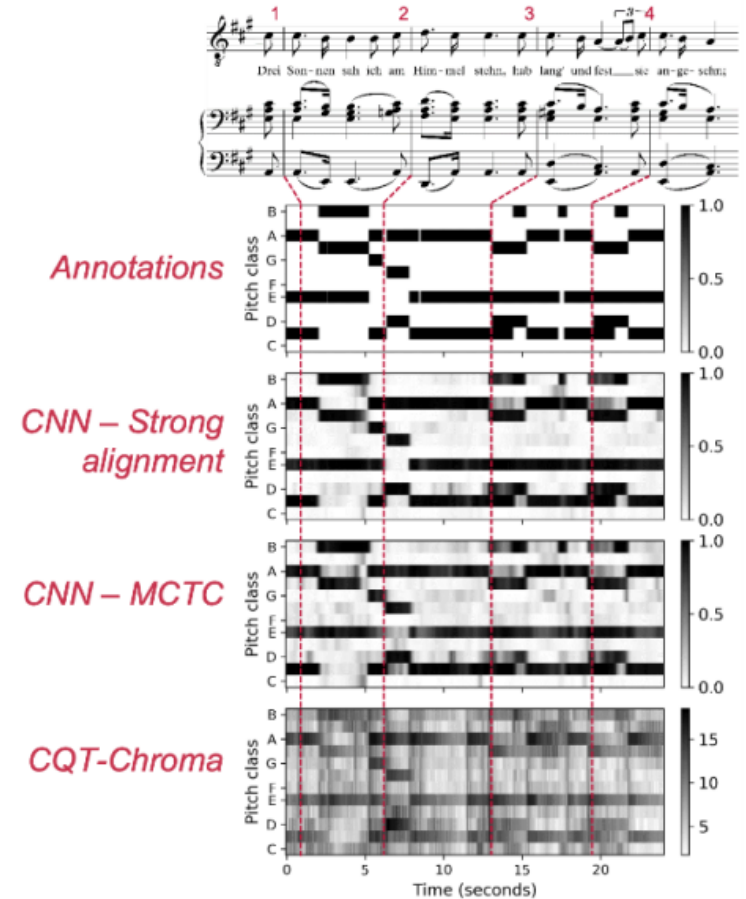 1 2 3 4
3
Drei Son-nen sah ich am Him-mel stehn, hab lang' und fest sie an-ge-sehn;
Annotations
Pitch class
B
A
G
F
E
D
C
1.0
0.5
0.0
CNN – Strong
alignment
Pitch class
B
A
G
F
E
D
C
1.0
0.5
0.0
CNN – MCTC
Pitch class
B
A
G
F
E
D
C
1.0
0.5
0.0
CQT-Chroma
Pitch class
B
A
G
F
E
D
C
15
10
5
0 5 10 15 20
Time (seconds)